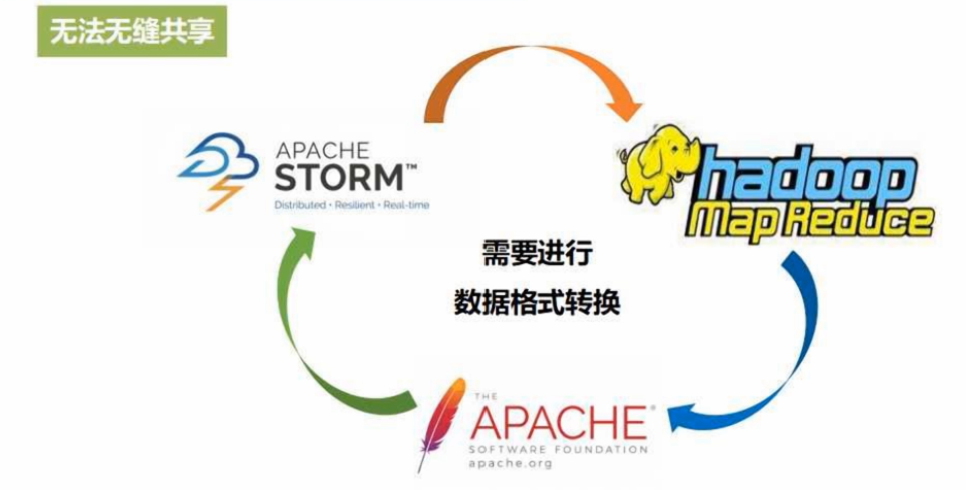 无法无缝共享
APACHE
STORM™
Distributed • Resilient • Real-time
hadoop
Map Reduce
需要进行
数据格式转换
THE
APACHE®
SOFTWARE FOUNDATION
apache.org